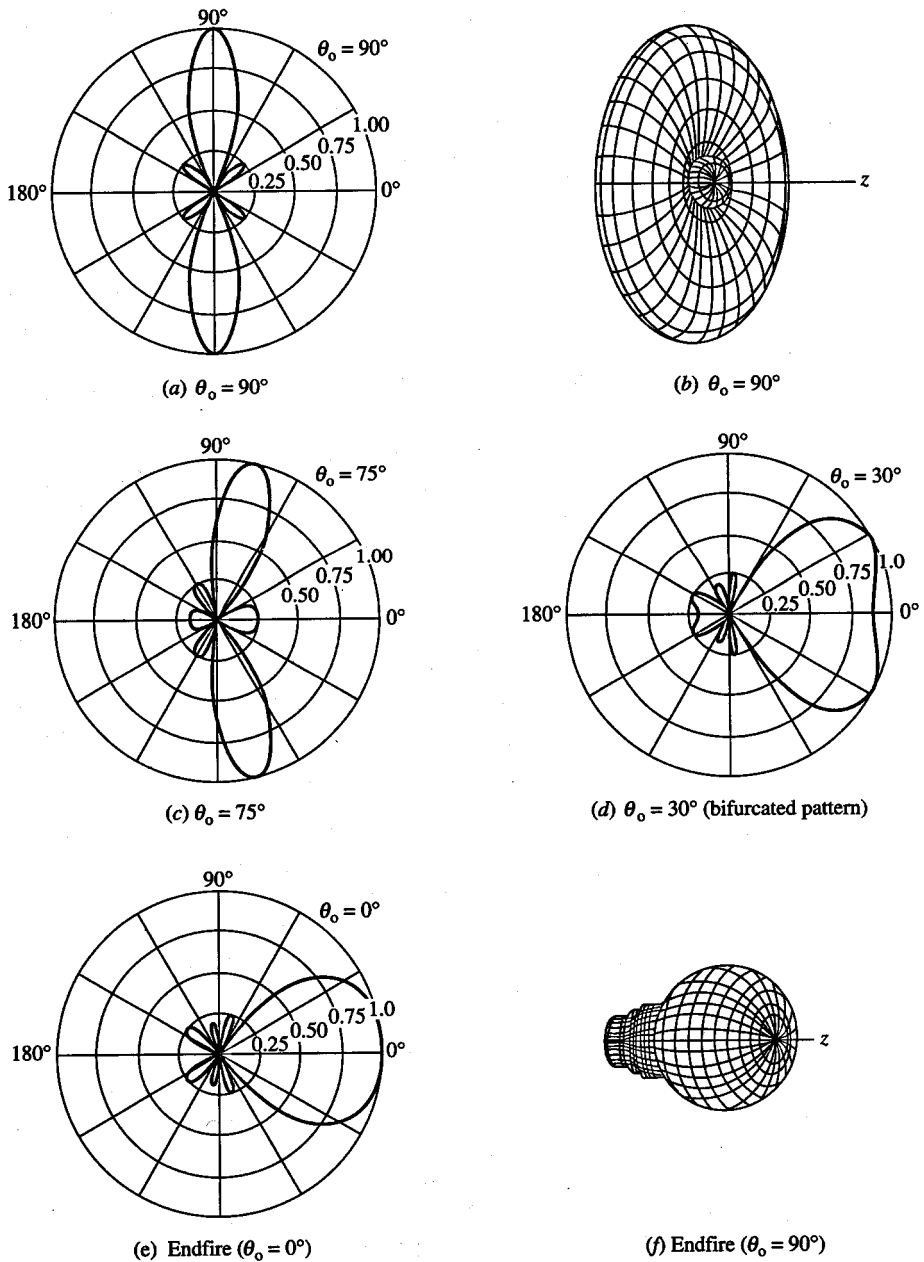 90°
θo = 90°
1.00
0.75
0.50
0.25
180°
0°
z
(a) θo = 90°
(b) θo = 90°
90°
θo = 75°
1.00
0.75
0.50
180°
0°
(c) θo = 75°
90°
θo = 30°
1.0
0.75
0.50
0.25
180°
0°
(d) θo = 30° (bifurcated pattern)
90°
θo = 0°
1.0
0.75
0.50
0.25
180°
0°
z
(e) Endfire (θo = 0°)
(f) Endfire (θo = 90°)